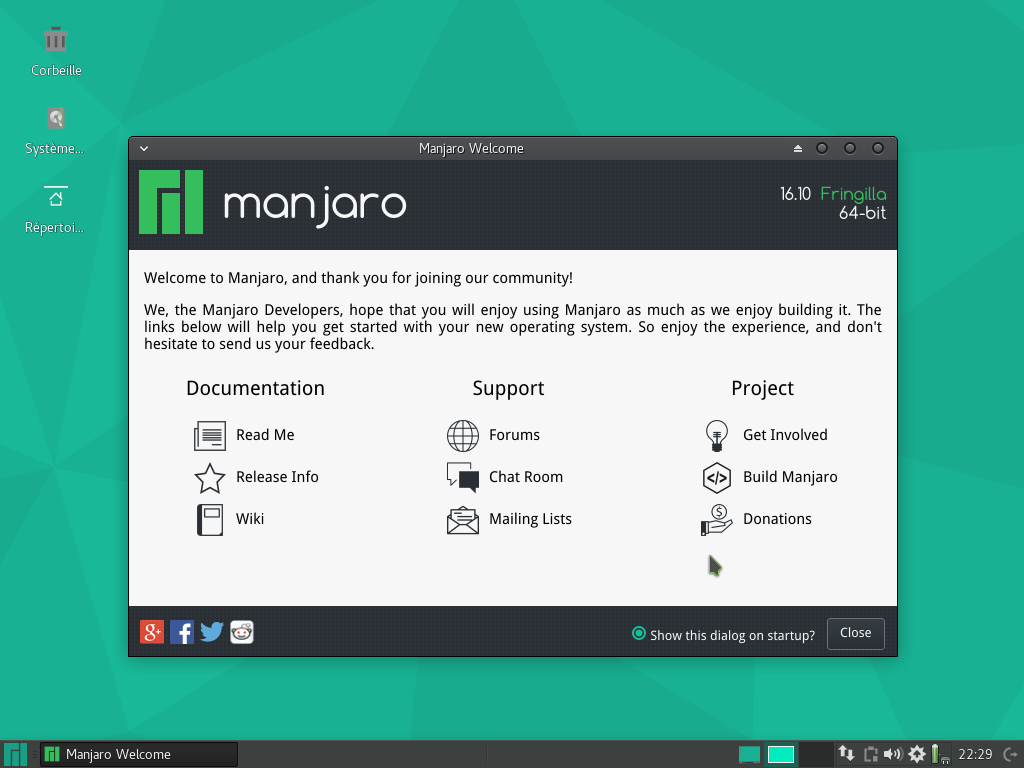 Corbeille
Système...
Répertoi...
Manjaro Welcome
manjaro
16.10 Fringilla
64-bit
Welcome to Manjaro, and thank you for joining our community!
We, the Manjaro Developers, hope that you will enjoy using Manjaro as much as we enjoy building it. The
links below will help you get started with your new operating system. So enjoy the experience, and don't
hesitate to send us your feedback.
Documentation
Read Me
Release Info
Wiki
Support
Forums
Chat Room
Mailing Lists
Project
Get Involved
Build Manjaro
Donations
Show this dialog on startup?
Close
Manjaro Welcome
22:29